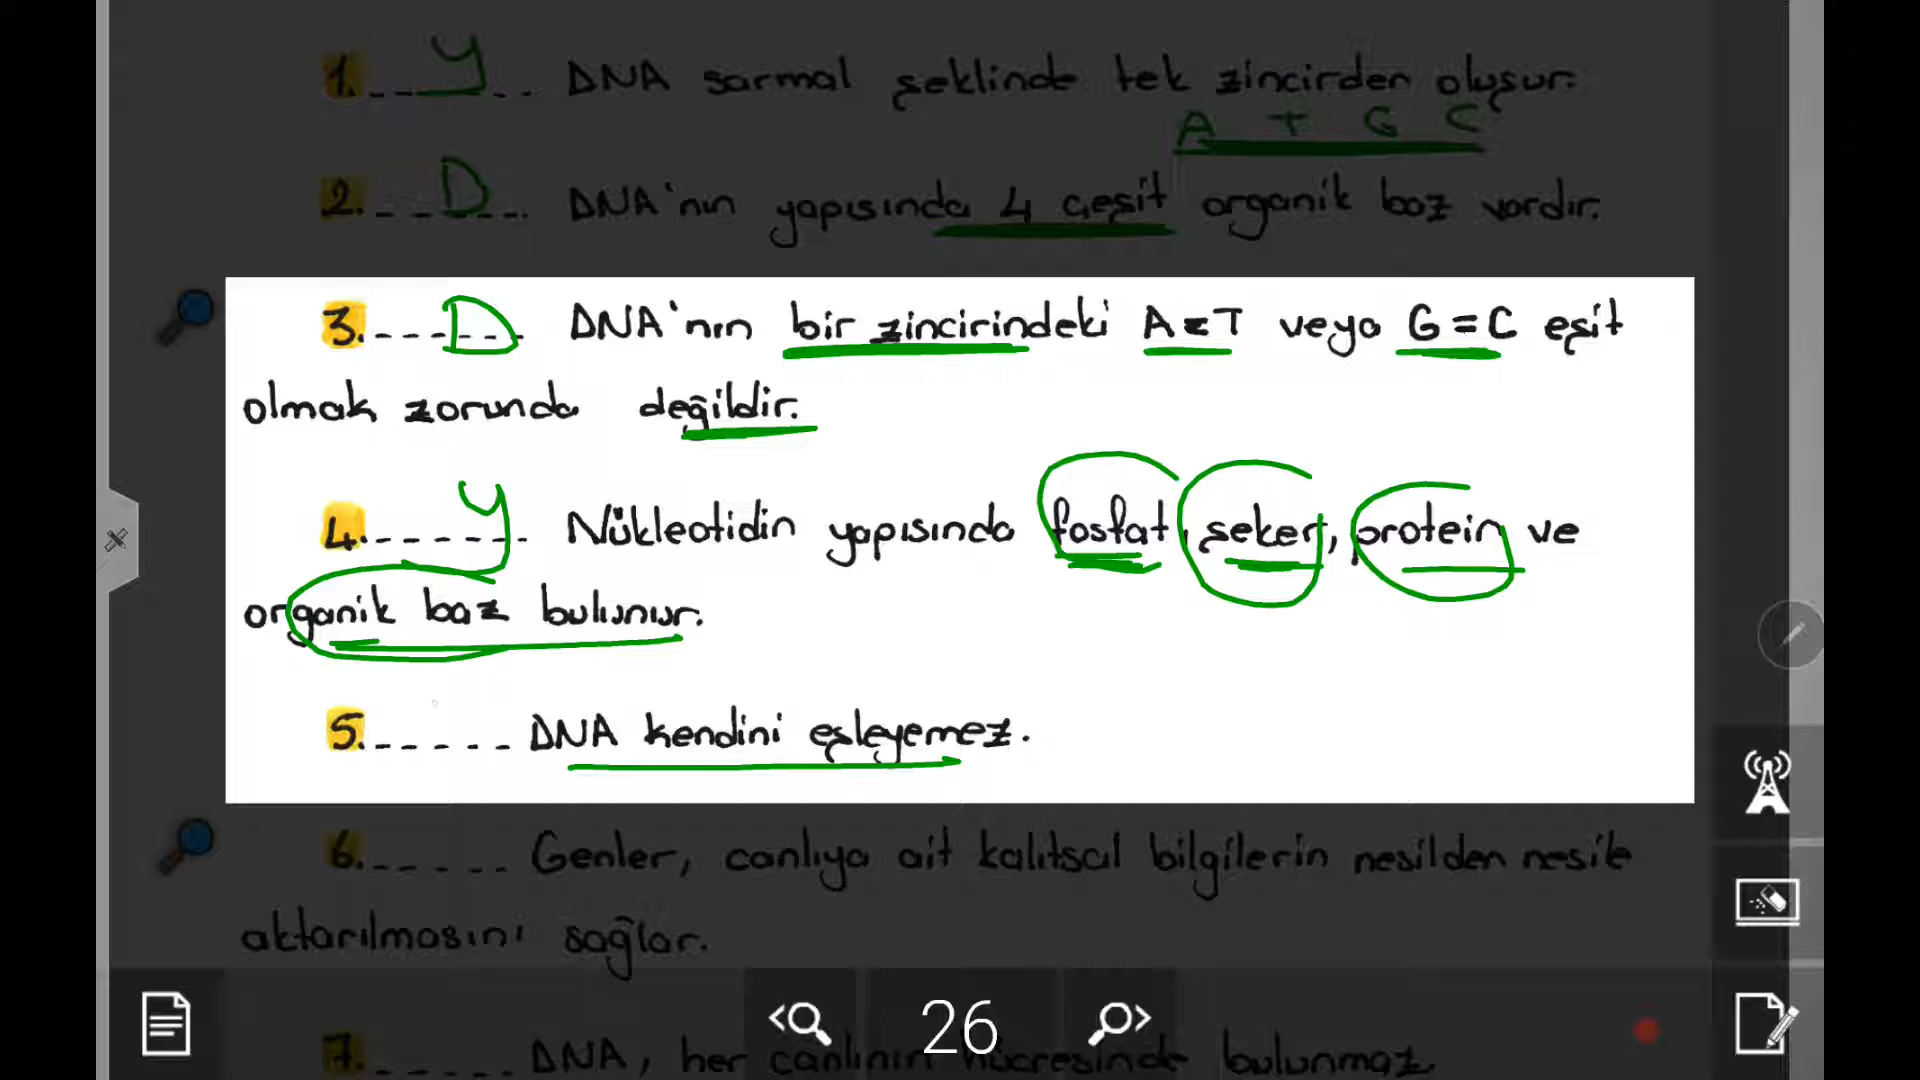 1. Y DNA sarmal şeklinde tek zincirden oluşur.
A T G C
2. D DNA'nın yapısında 4 çeşit organik baz vardır.
3. D DNA'nın bir zincirindeki A=T veya G=C eşit
olmak zorunda değildir.
4. Y Nükleotidin yapısında fosfat, şeker, protein ve
organik baz bulunur.
5. DNA kendini eşleyemez.
6. Genler, canlıya ait kalıtsal bilgilerin nesilden nesile
aktarılmasını sağlar.
26
7. DNA, her canlının hücresinde bulunmaz.